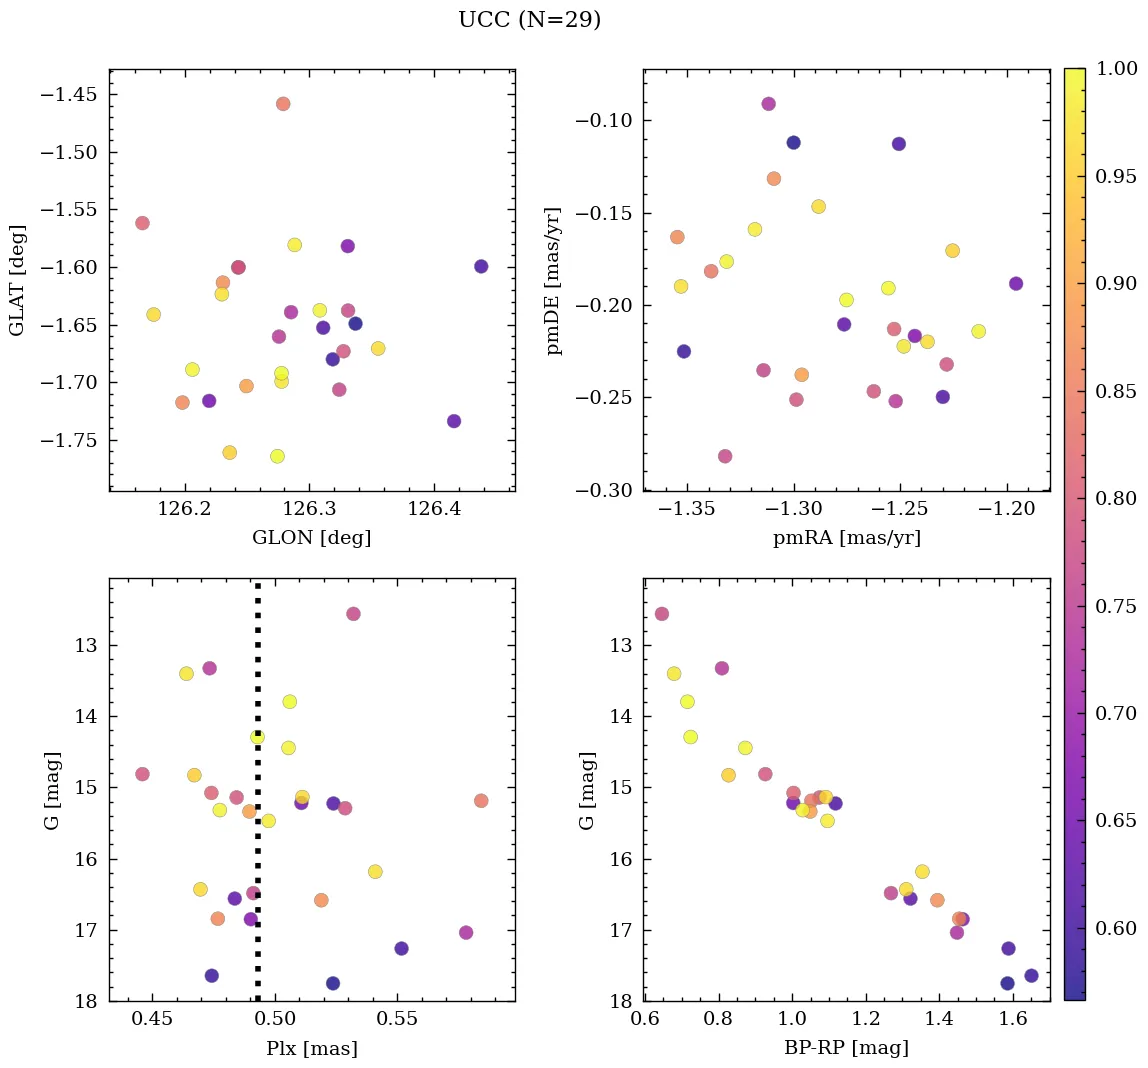 UCC (N=29)
−1.45
−1.50
−1.55
−1.60
−1.65
−1.70
−1.75
GLAT [deg]
126.2 126.3 126.4
GLON [deg]
−0.10
−0.15
−0.20
−0.25
−0.30
pmDE [mas/yr]
−1.35 −1.30 −1.25 −1.20
pmRA [mas/yr]
1.00
0.95
0.90
0.85
0.80
0.75
0.70
0.65
0.60
13
14
15
16
17
18
G [mag]
0.45 0.50 0.55
Plx [mas]
13
14
15
16
17
18
G [mag]
0.6 0.8 1.0 1.2 1.4 1.6
BP-RP [mag]